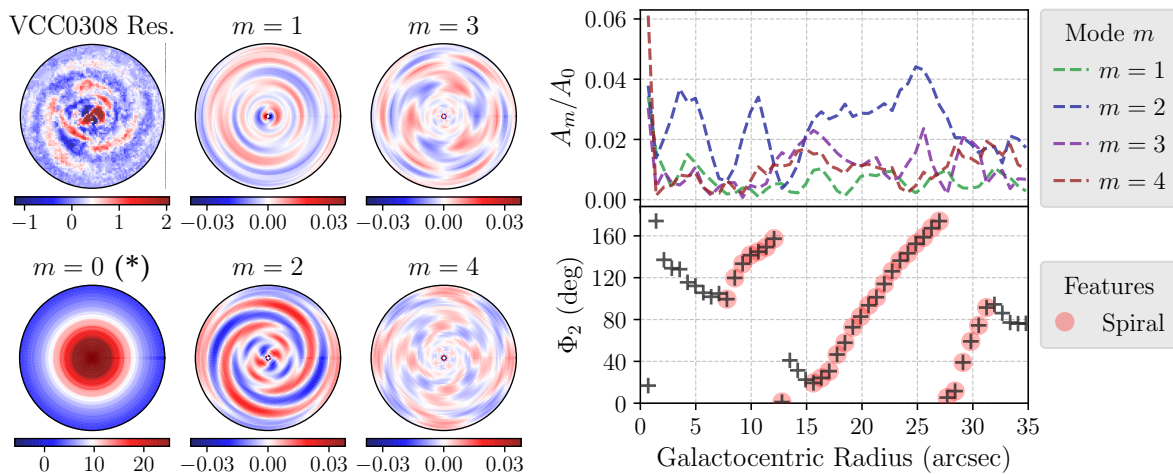 VCC0308 Res.
m = 1
m = 3
−1 0 1 2
−0.03 0.00 0.03
−0.03 0.00 0.03
m = 0 (*)
m = 2
m = 4
0 10 20
−0.03 0.00 0.03
−0.03 0.00 0.03
A_m/A_0
0.06
0.04
0.02
0.00
Φ_2 (deg)
160
120
80
40
0
0 5 10 15 20 25 30 35
Galactocentric Radius (arcsec)
Mode m
m = 1
m = 2
m = 3
m = 4
Features
Spiral